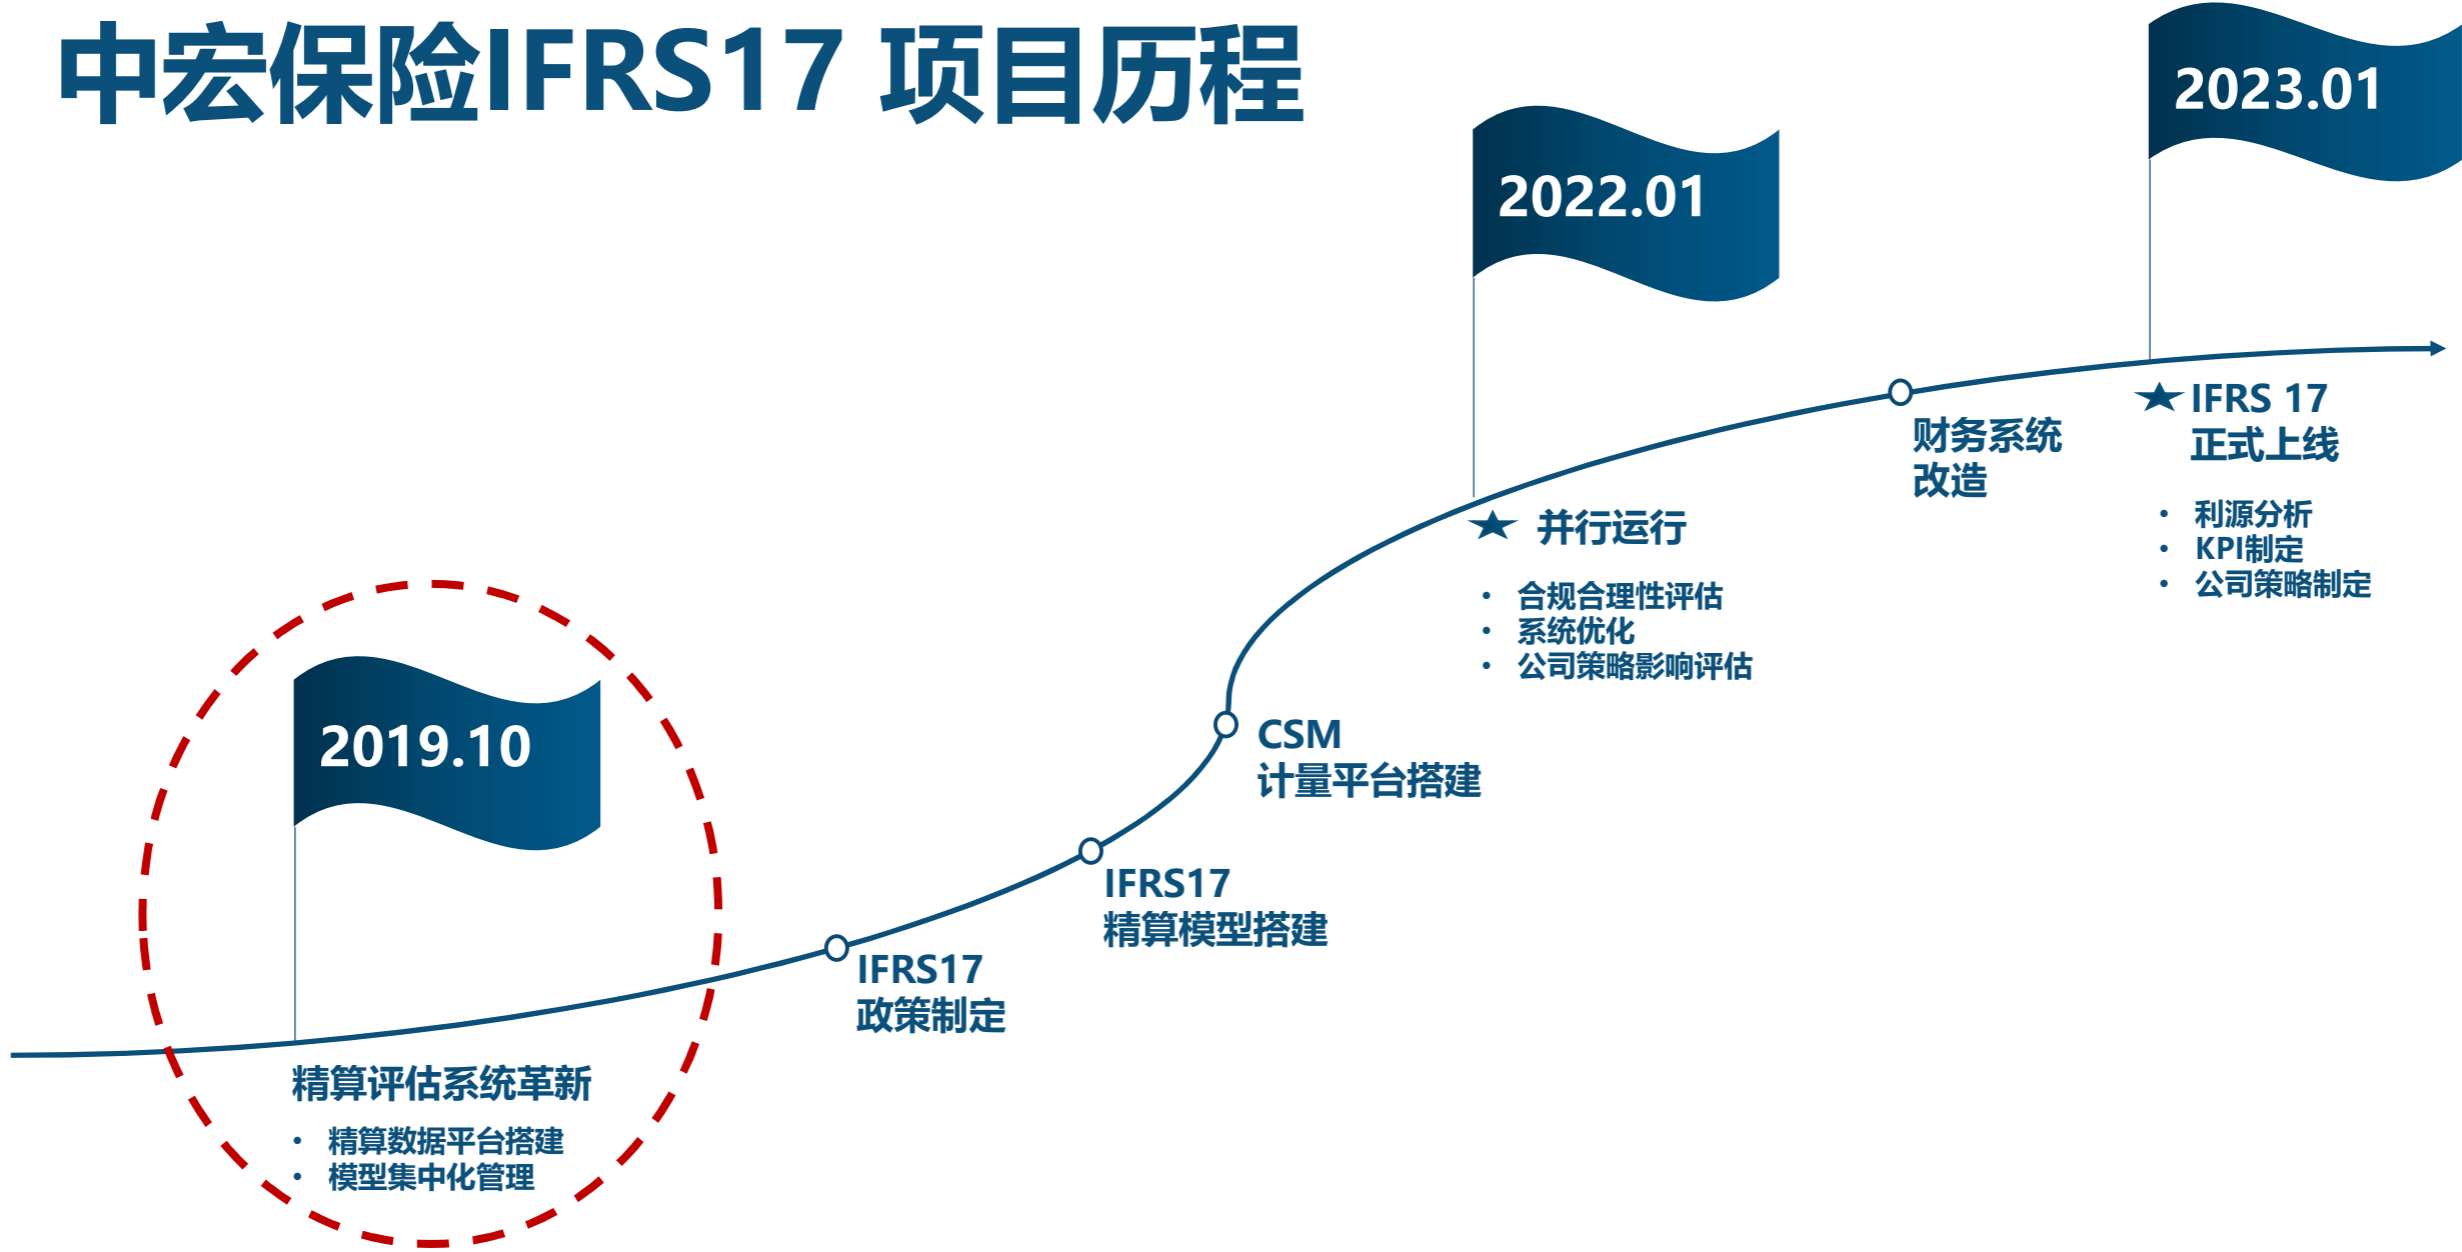 中宏保险IFRS17 项目历程
2019.10
精算评估系统革新
• 精算数据平台搭建
• 模型集中化管理
IFRS17
政策制定
IFRS17
精算模型搭建
CSM
计量平台搭建
2022.01
并行运行
• 合规合理性评估
• 系统优化
• 公司策略影响评估
财务系统
改造
2023.01
IFRS 17
正式上线
• 利源分析
• KPI制定
• 公司策略制定